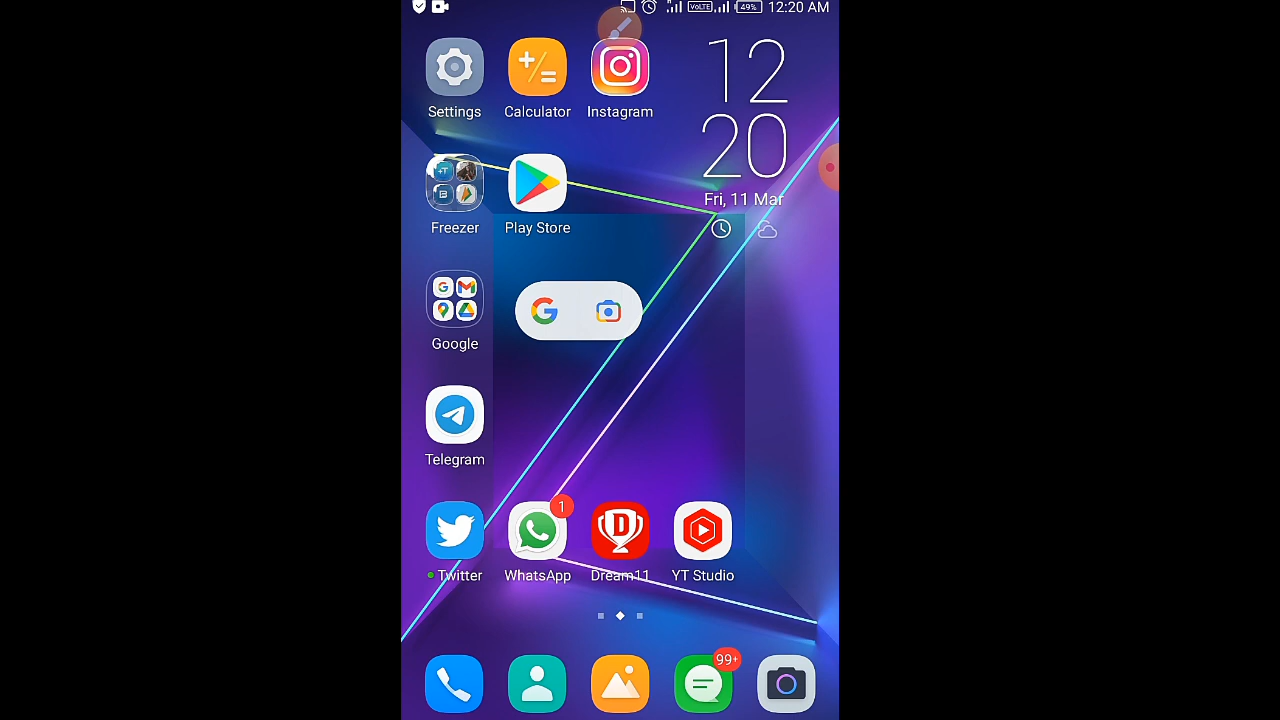 VoLTE 49% 12:20 AM
Settings Calculator Instagram
12
20
Fri, 11 Mar
Freezer Play Store
Google
Telegram
1
Twitter WhatsApp Dream11 YT Studio
99+